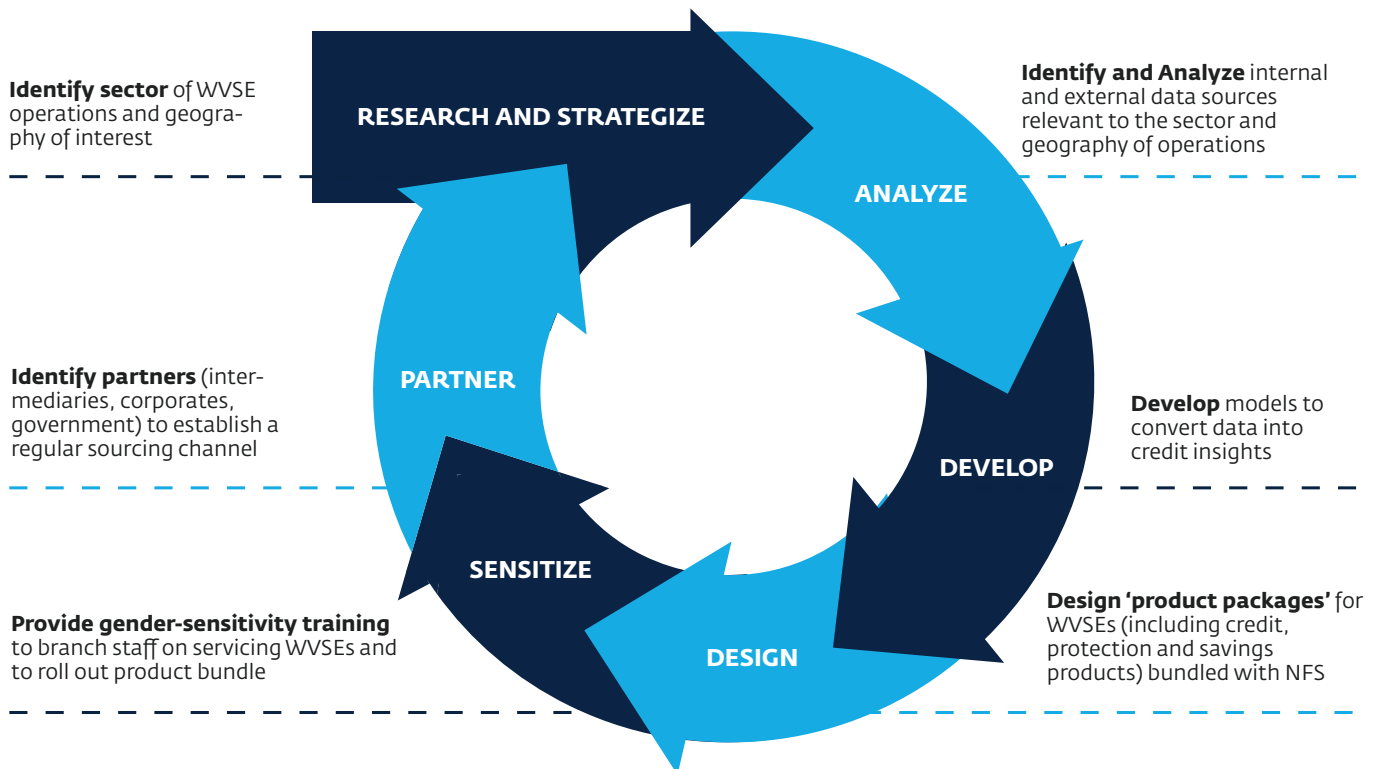 Identify sector of WVSE
operations and geogra-
phy of interest
RESEARCH AND STRATEGIZE
Identify and Analyze internal
and external data sources
relevant to the sector and
geography of operations
ANALYZE
Identify partners (inter-
mediaries, corporates,
government) to establish a
regular sourcing channel
PARTNER
Develop models to
convert data into
credit insights
DEVELOP
SENSITIZE
Provide gender-sensitivity training
to branch staff on servicing WVSEs and
to roll out product bundle
DESIGN
Design ‘product packages’ for
WVSEs (including credit,
protection and savings
products) bundled with NFS